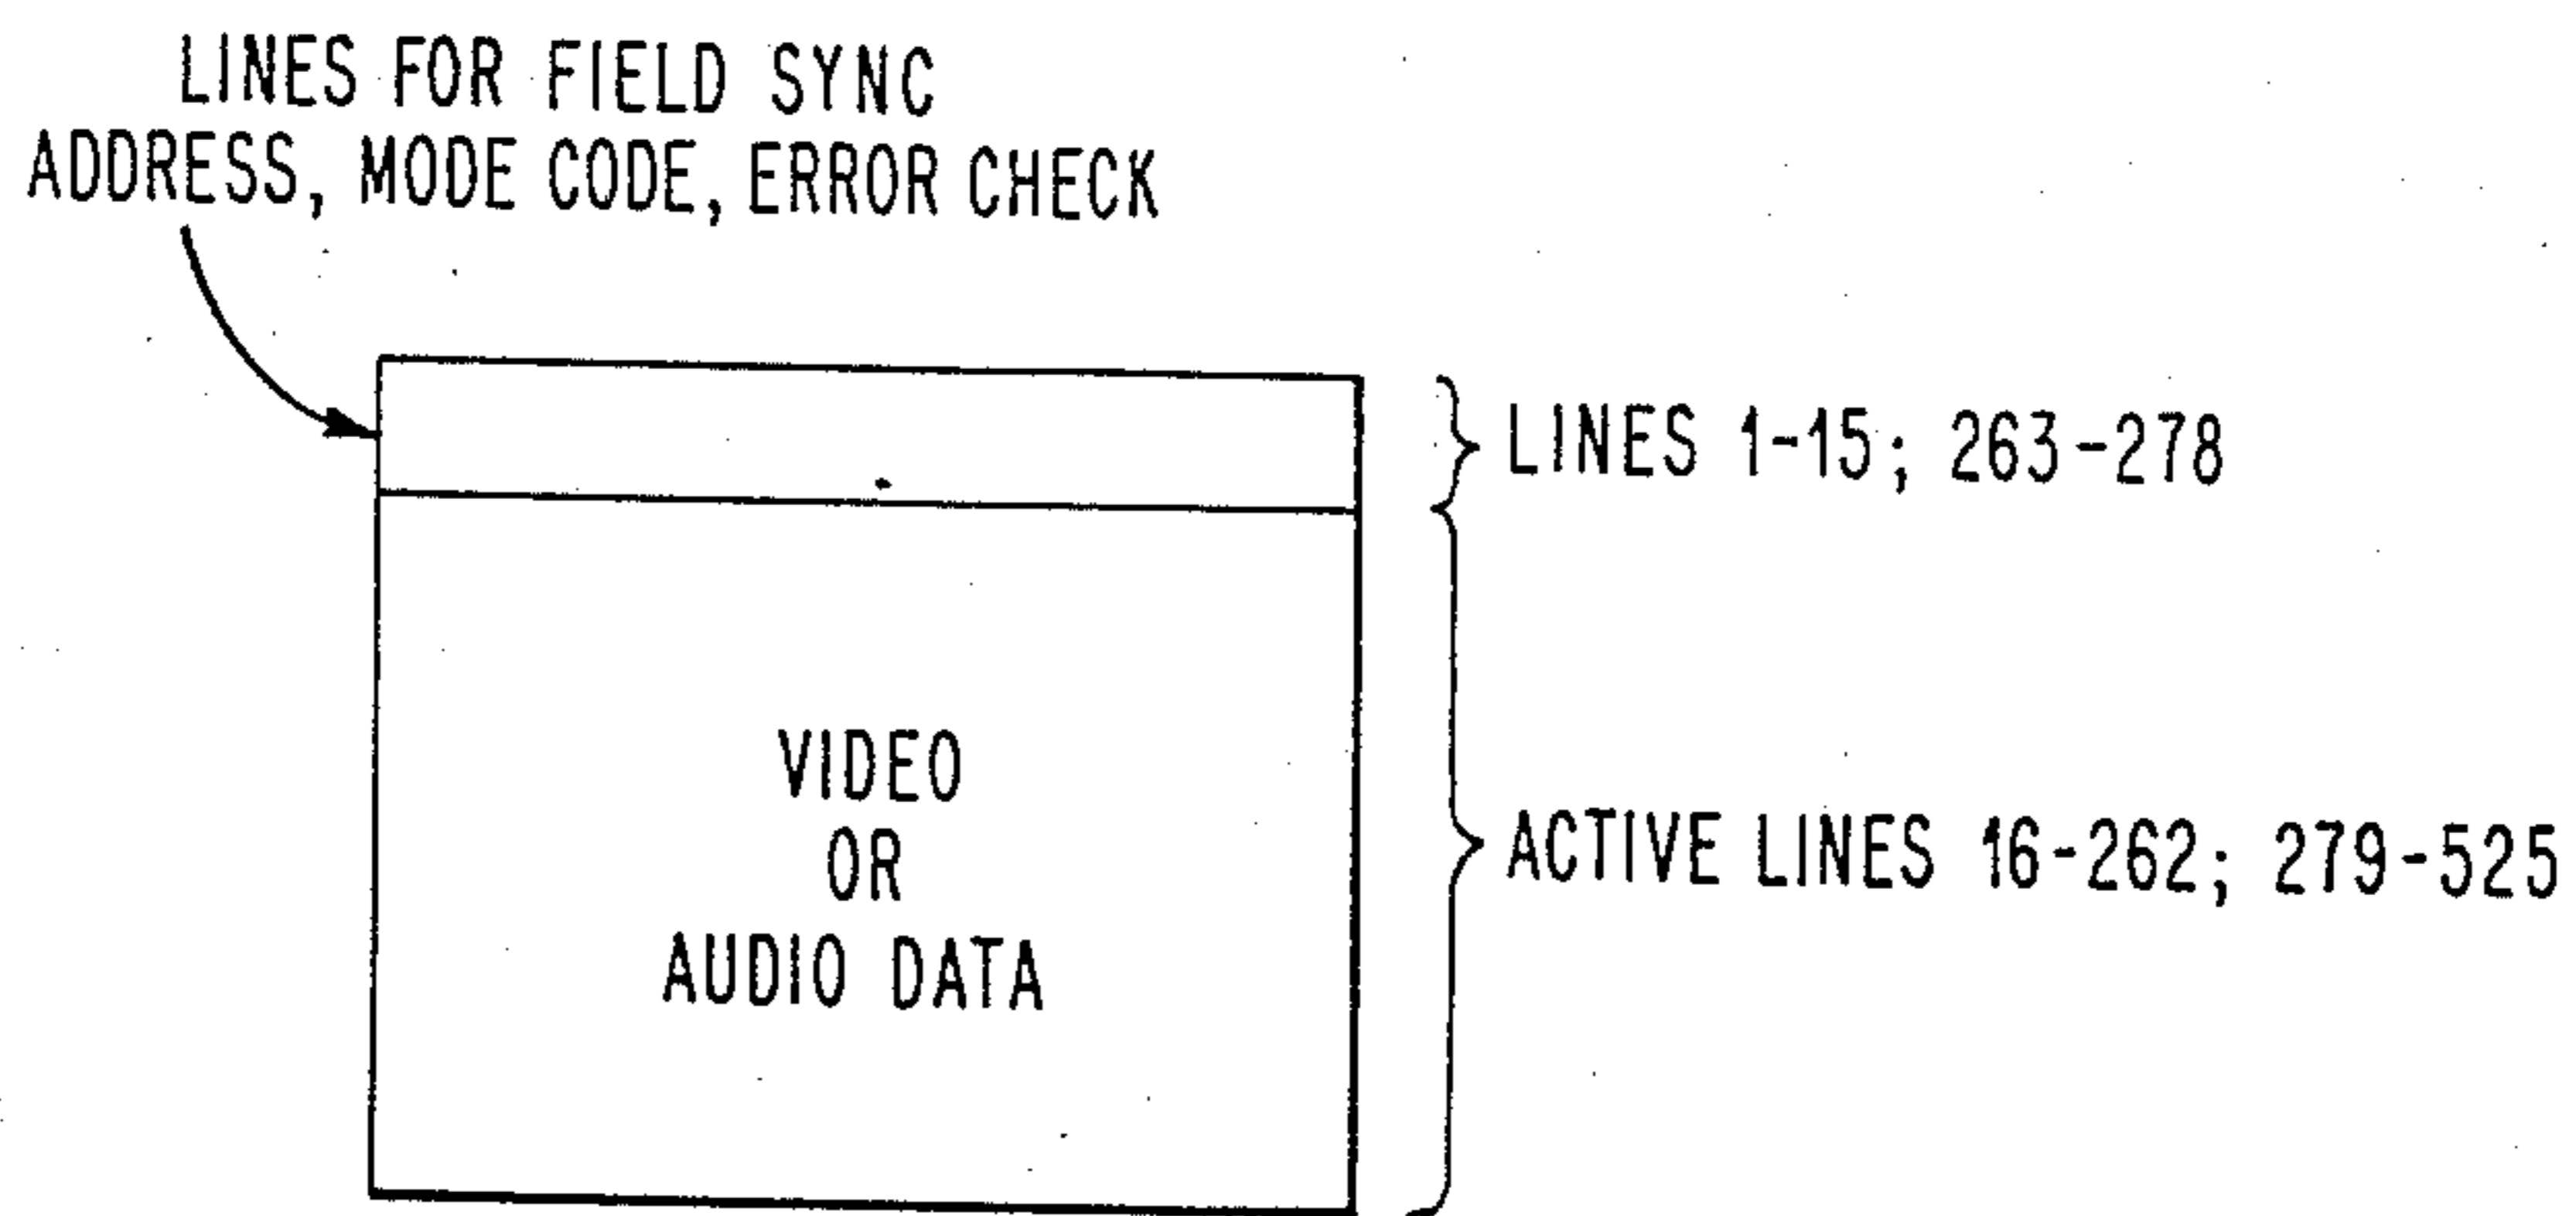 LINES FOR FIELD SYNC
ADDRESS, MODE CODE, ERROR CHECK
LINES 1-15; 263-278
VIDEO
OR
AUDIO DATA
ACTIVE LINES 16-262; 279-525